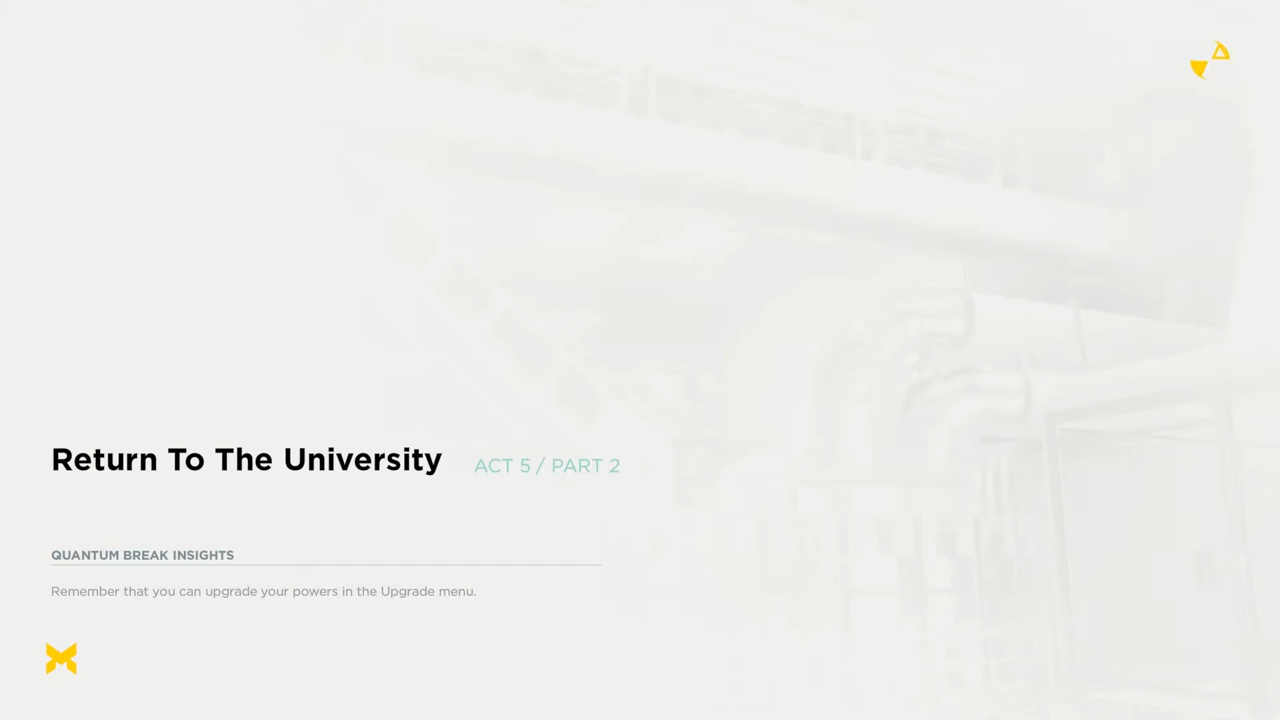 Return To The University ACT 5 / PART 2
QUANTUM BREAK INSIGHTS
Remember that you can upgrade your powers in the Upgrade menu.